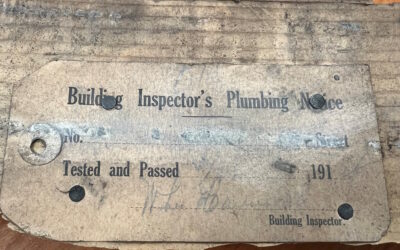 Building Inspector's Plumbing Notice
No. Street
Tested and Passed 191
Building Inspector.